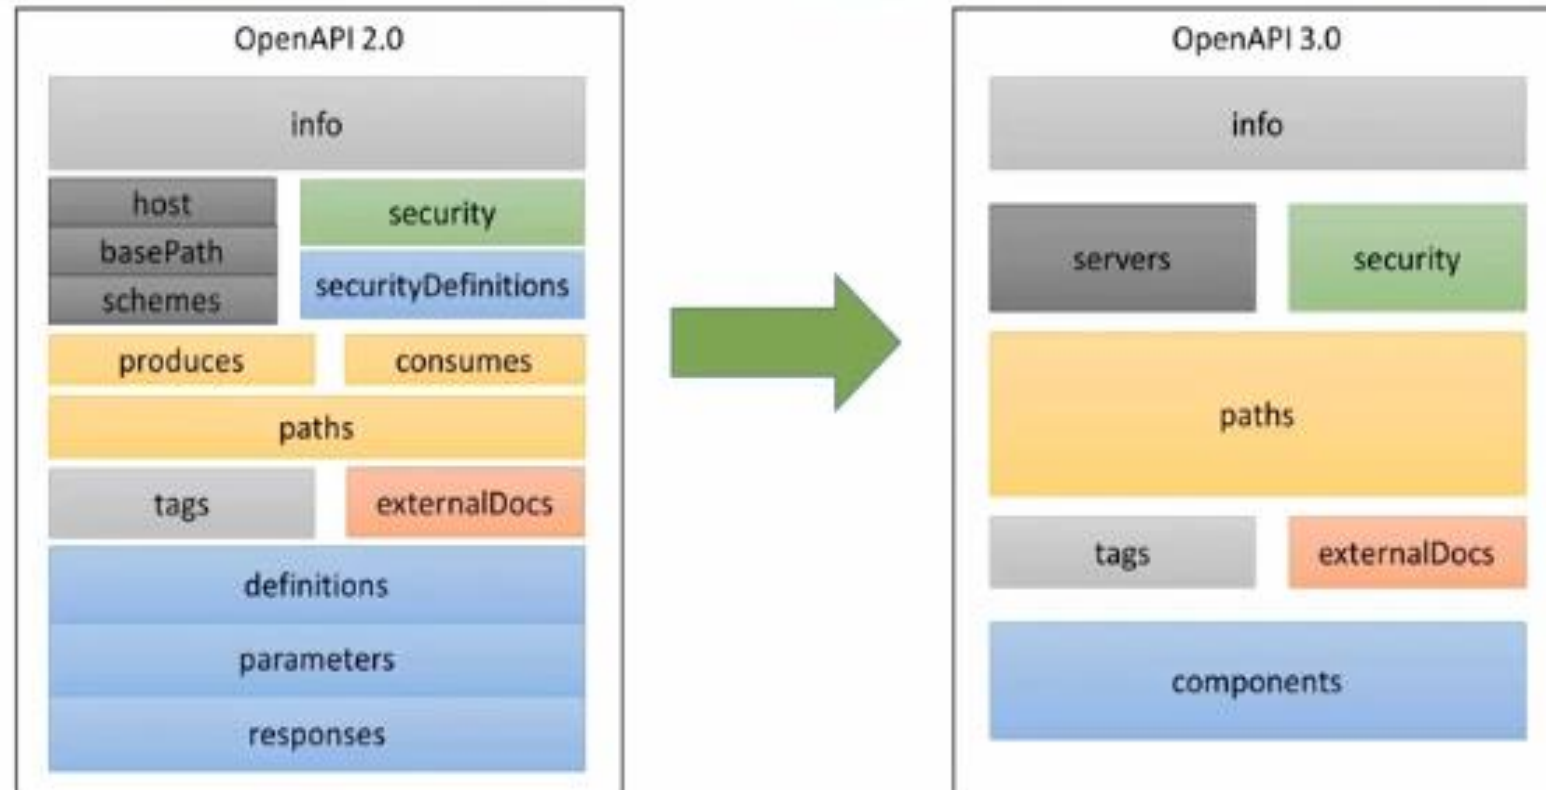 OpenAPI 2.0
info
host
basePath
schemes
security
securityDefinitions
produces
consumes
paths
tags
externalDocs
definitions
parameters
responses
OpenAPI 3.0
info
servers
security
paths
tags
externalDocs
components